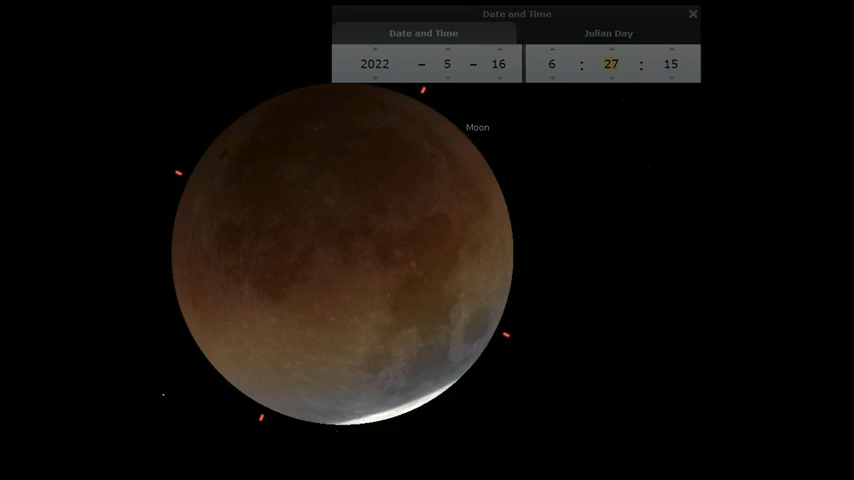 Date and Time
Date and Time Julian Day
2022 - 5 - 16 6 : 27 : 15
Moon